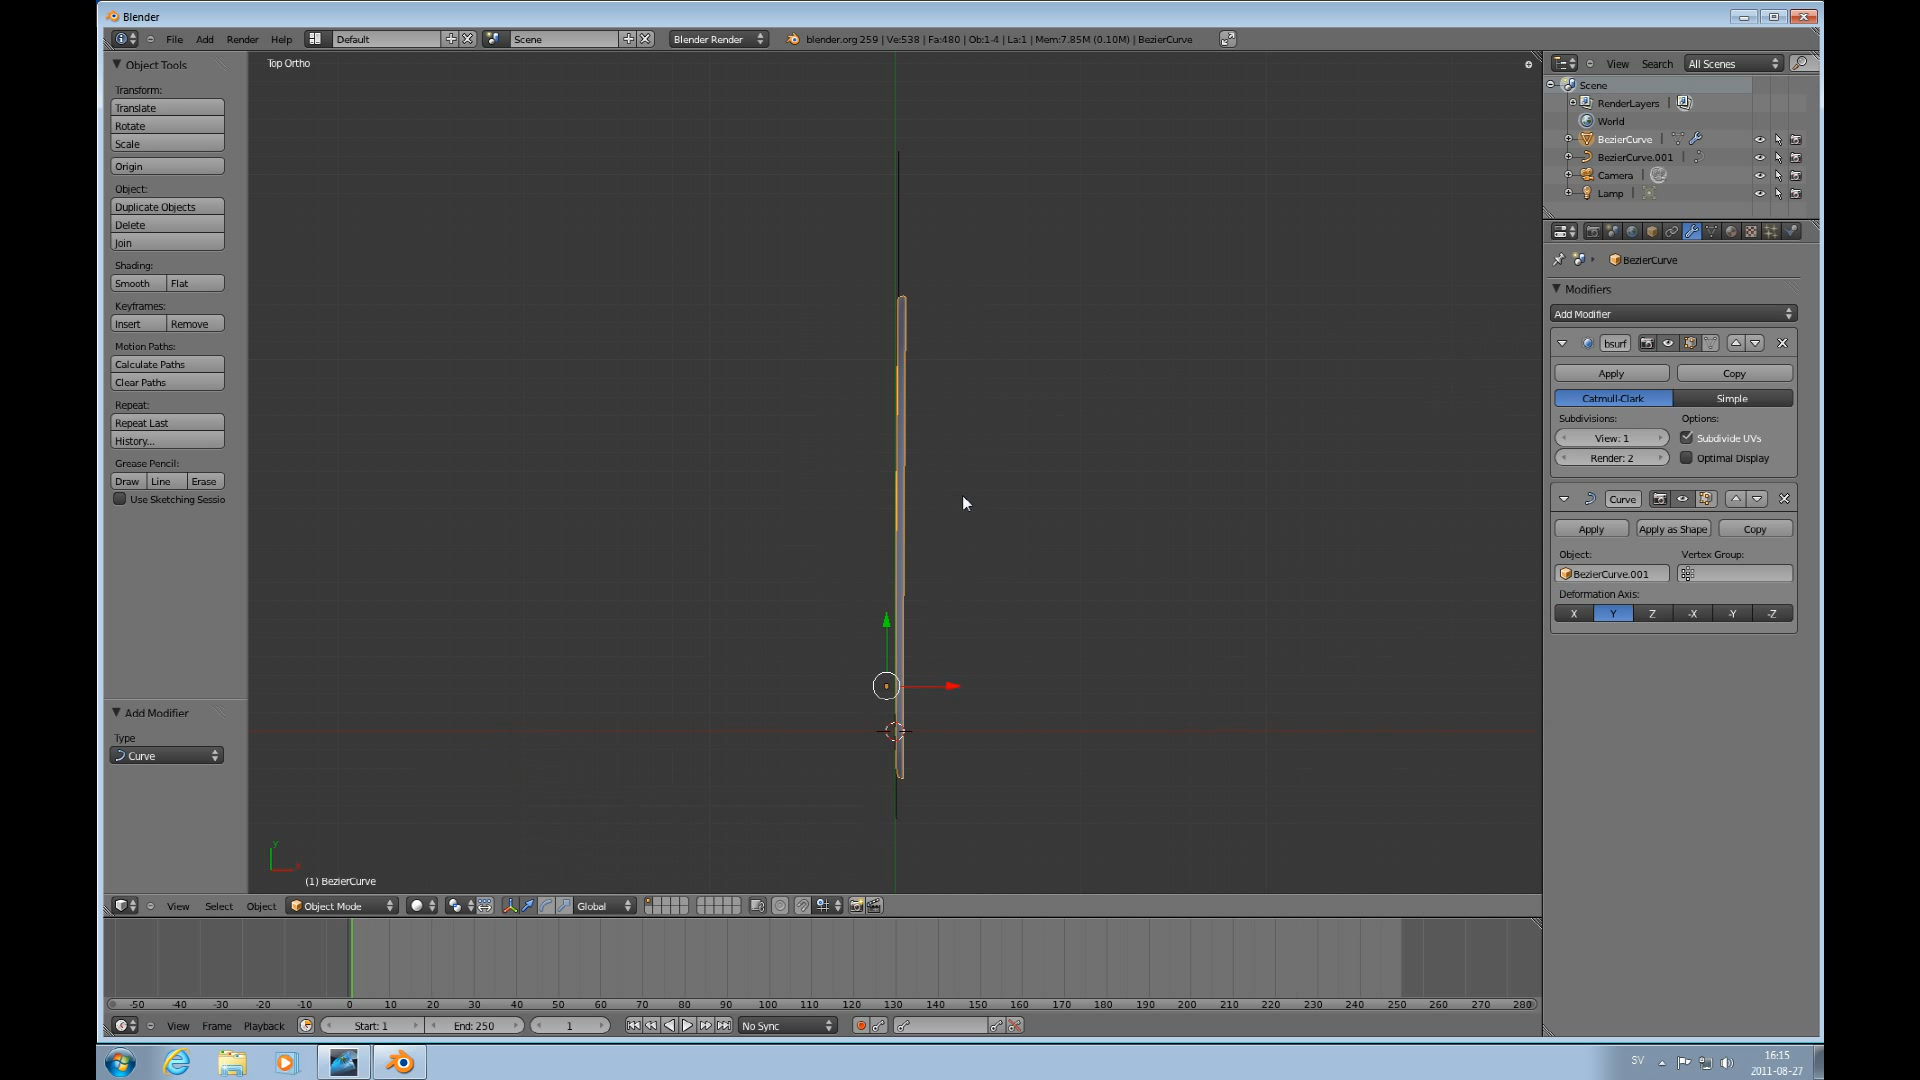 Blender
File Add Render Help Default Scene Blender Render blender.org 259 | Ve:538 | Fa:480 | Ob:1-4 | La:1 | Mem:7.85M (0.10M) | BezierCurve
Object Tools
Transform:
Translate
Rotate
Scale
Origin
Object:
Duplicate Objects
Delete
Join
Shading:
Smooth Flat
Keyframes:
Insert Remove
Motion Paths:
Calculate Paths
Clear Paths
Repeat:
Repeat Last
History...
Grease Pencil:
Draw Line Erase
Use Sketching Sessio
Add Modifier
Type
Curve
Top Ortho
y
x
(1) BezierCurve
View Search All Scenes
Scene
RenderLayers
World
BezierCurve
BezierCurve.001
Camera
Lamp
BezierCurve
Modifiers
Add Modifier
bsurf
Apply Copy
Catmull-Clark Simple
Subdivisions: Options:
View: 1 Subdivide UVs
Render: 2 Optimal Display
Curve
Apply Apply as Shape Copy
Object: Vertex Group:
BezierCurve.001
Deformation Axis:
X Y Z -X -Y -Z
View Select Object Object Mode Global
-50 -40 -30 -20 -10 0 10 20 30 40 50 60 70 80 90 100 110 120 130 140 150 160 170 180 190 200 210 220 230 240 250 260 270 280
View Frame Playback Start: 1 End: 250 1 No Sync
SV
16:15
2011-08-27